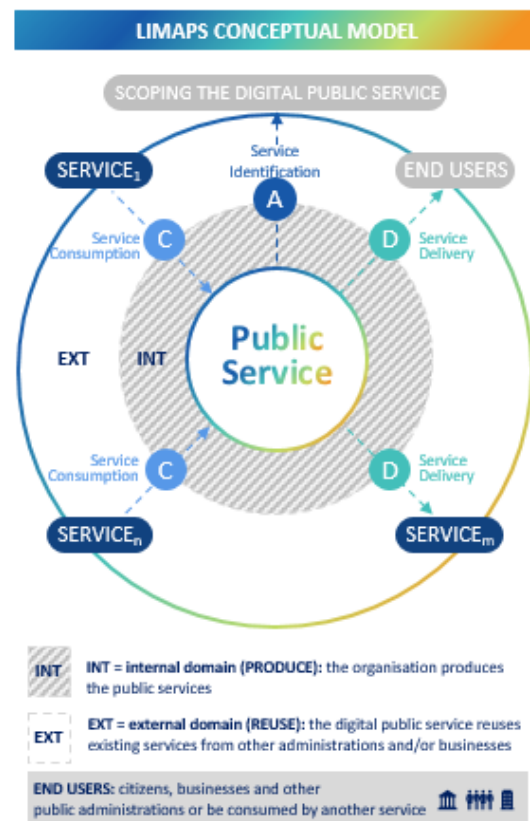 LIMAPS CONCEPTUAL MODEL
SCOPING THE DIGITAL PUBLIC SERVICE
Service
Identification
SERVICE1
END USERS
A
Service
Consumption
C
D
Service
Delivery
Public
Service
EXT
INT
Service
Consumption
C
D
Service
Delivery
SERVICEn
SERVICEm
INT
INT = internal domain (PRODUCE): the organisation produces
the public services
EXT
EXT = external domain (REUSE): the digital public service reuses
existing services from other administrations and/or businesses
END USERS: citizens, businesses and other
public administrations or be consumed by another service